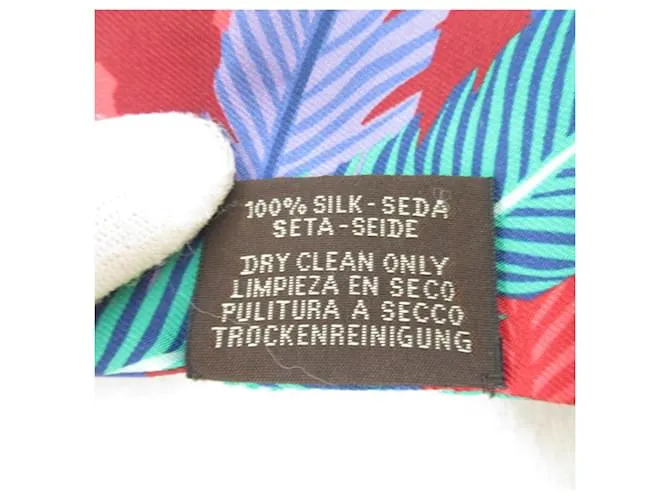 100% SILK - SEDA
SETA - SEIDE
DRY CLEAN ONLY
LIMPIEZA EN SECO
PULITURA A SECCO
TROCKENREINIGUNG